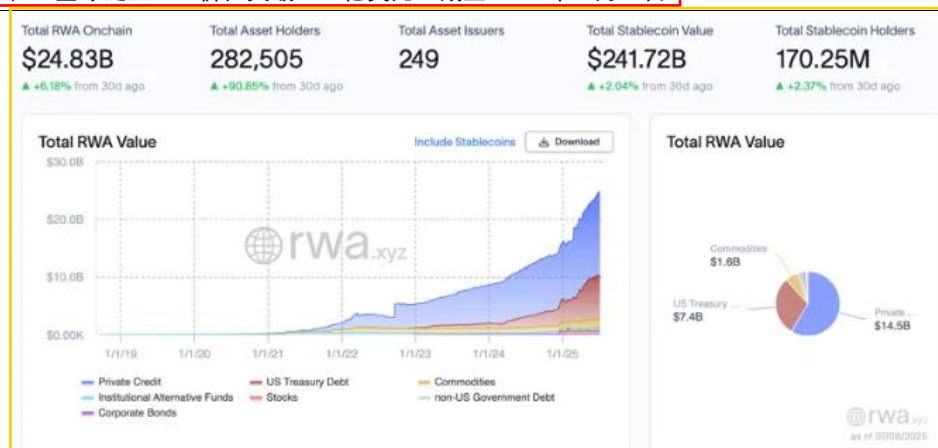 Total RWA Onchain
$24.83B
▲ +6.18% from 30d ago
Total Asset Holders
282,505
▲ +90.85% from 30d ago
Total Asset Issuers
249
Total Stablecoin Value
$241.72B
▲ +2.04% from 30d ago
Total Stablecoin Holders
170.25M
▲ +2.37% from 30d ago
Total RWA Value
Include Stablecoins
Download
$30.0B
$20.0B
$10.0B
$0.00K
rwa.xyz
1/1/19 1/1/20 1/1/21 1/1/22 1/1/23 1/1/24 1/1/25
Private Credit US Treasury Debt Commodities
Institutional Alternative Funds Stocks non-US Government Debt
Corporate Bonds
Total RWA Value
Commodities
$1.6B
US Treasury ...
$7.4B
Private ...
$14.5B
rwa.xyz
as of 07/08/2025